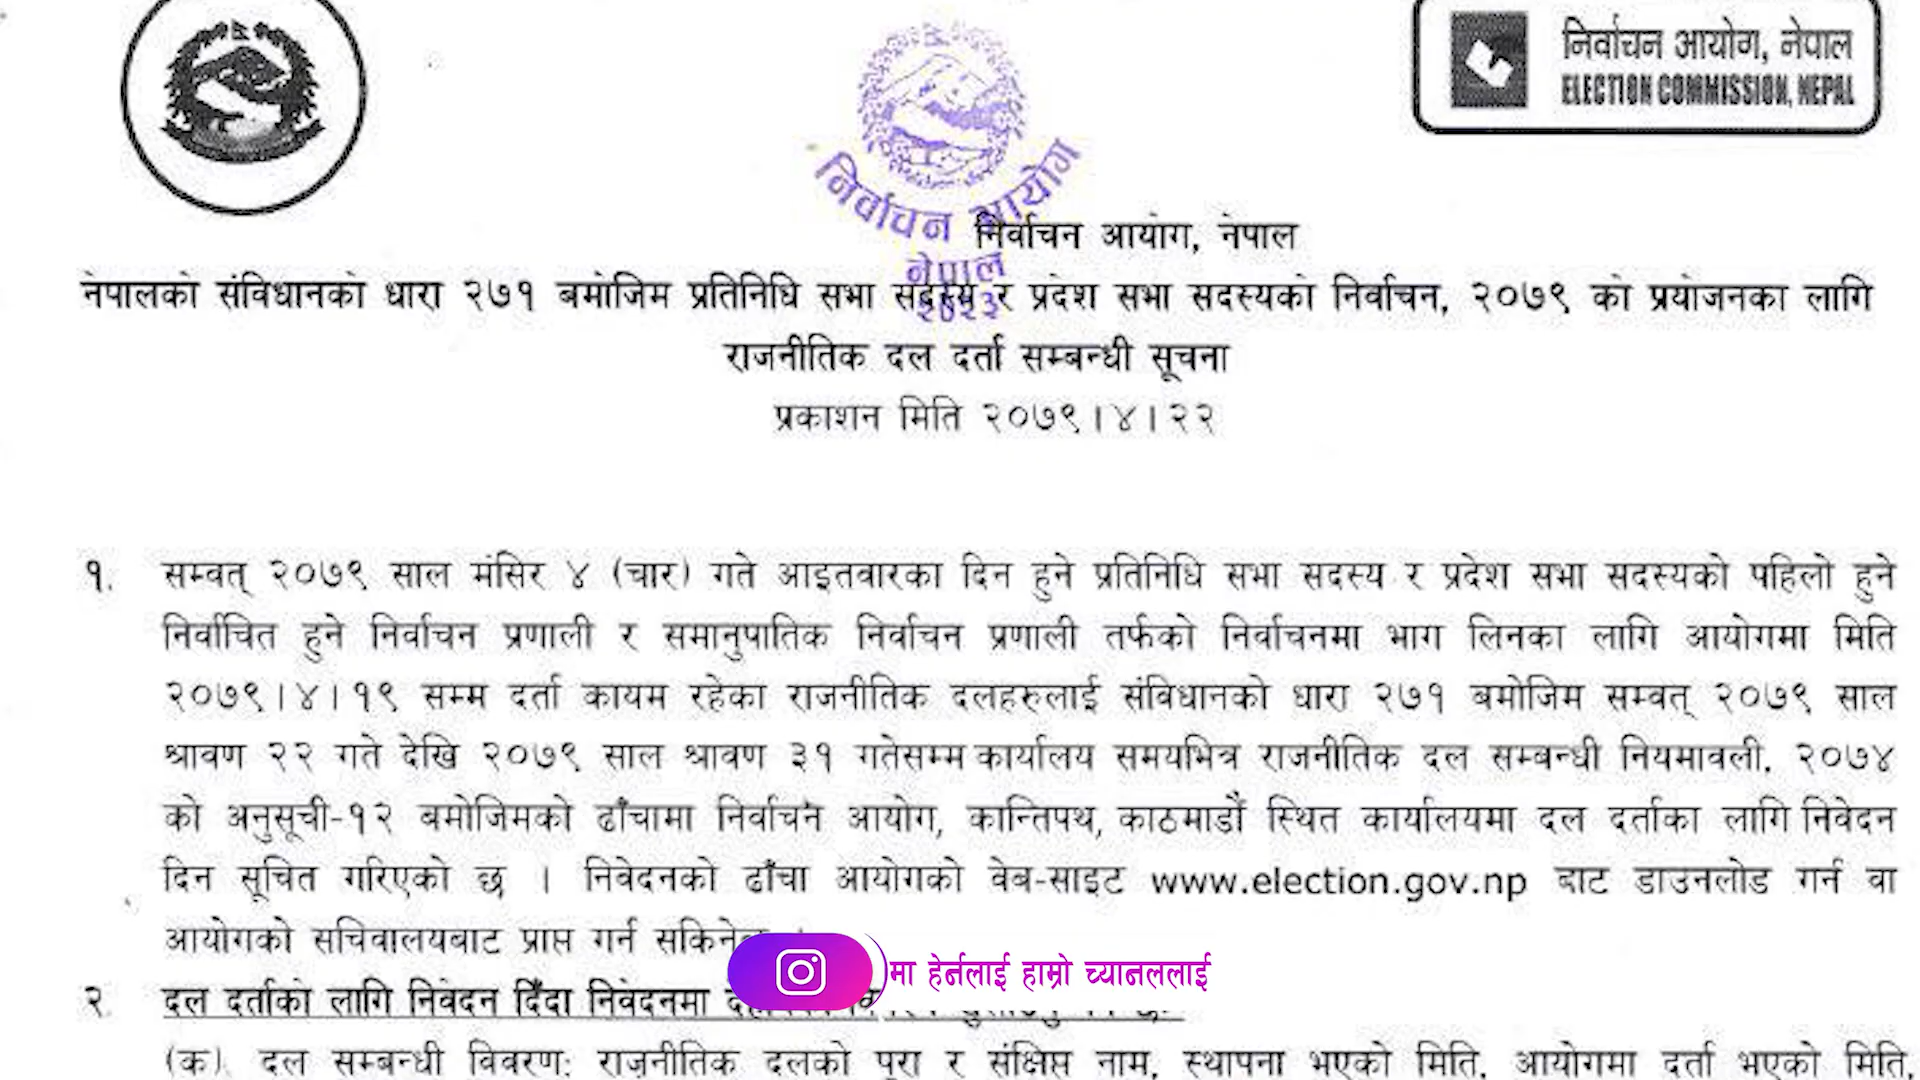 निर्वाचन आयोग, नेपाल
ELECTION COMMISSION, NEPAL
निर्वाचन आयोग
नेपाल
निर्वाचन आयोग, नेपाल
नेपालको संविधानको धारा २७१ बमोजिम प्रतिनिधि सभा सदस्य र प्रदेश सभा सदस्यको निर्वाचन, २०७९ को प्रयोजनका लागि
राजनीतिक दल दर्ता सम्बन्धी सूचना
प्रकाशन मिति २०७९।४।२२
१. सम्वत् २०७९ साल मंसिर ४ (चार) गते आइतवारका दिन हुने प्रतिनिधि सभा सदस्य र प्रदेश सभा सदस्यको पहिलो हुने
निर्वाचित हुने निर्वाचन प्रणाली र समानुपातिक निर्वाचन प्रणाली तर्फको निर्वाचनमा भाग लिनका लागि आयोगमा मिति
२०७९।४।१९ सम्म दर्ता कायम रहेका राजनीतिक दलहरुलाई संविधानको धारा २७१ बमोजिम सम्वत् २०७९ साल
श्रावण २२ गते देखि २०७९ साल श्रावण ३१ गतेसम्म कार्यालय समयभित्र राजनीतिक दल सम्बन्धी नियमावली, २०७४
को अनुसूची-१२ बमोजिमको ढाँचामा निर्वाचन आयोग, कान्तिपथ, काठमाडौं स्थित कार्यालयमा दल दर्ताका लागि निवेदन
दिन सूचित गरिएको छ । निवेदनको ढाँचा आयोगको वेब-साइट www.election.gov.np बाट डाउनलोड गर्न वा
आयोगको सचिवालयबाट प्राप्त गर्न
मा हेर्नलाई हाम्रो च्यानललाई
२. दल दर्ताको लागि निवेदन दिँदा निवेदनमा
(क) दल सम्बन्धी विवरण: राजनीतिक दलको पूरा र संक्षिप्त नाम, स्थापना भएको मिति, आयोगमा दर्ता भएको मिति,